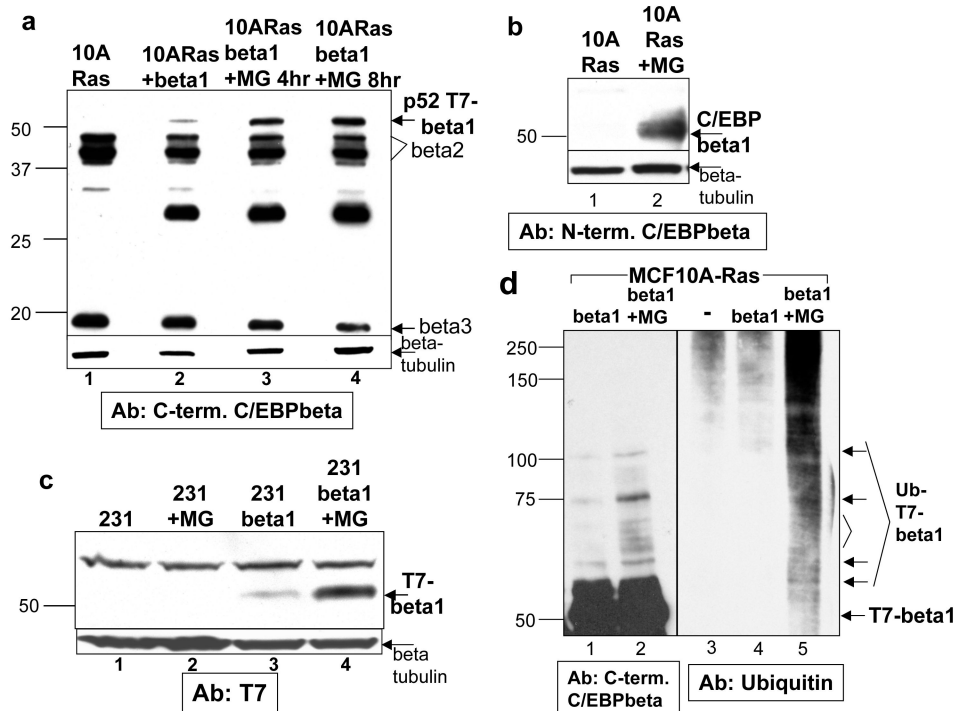 a
10A
Ras
10ARas
+beta1
10ARas
beta1
+MG 4hr
10ARas
beta1
+MG 8hr
50
37
25
20
p52 T7-
beta1
beta2
beta3
beta-
tubulin
1 2 3 4
Ab: C-term. C/EBPbeta
b
10A
Ras
10A
Ras
+MG
50
C/EBP
beta1
beta-
tubulin
1 2
Ab: N-term. C/EBPbeta
c
231
231
+MG
231
beta1
231
beta1
+MG
50
T7-
beta1
beta
tubulin
1 2 3 4
Ab: T7
d
MCF10A-Ras
beta1
beta1
+MG
-
beta1
beta1
+MG
250
150
100
75
50
Ub-
T7-
beta1
T7-beta1
1 2 3 4 5
Ab: C-term.
C/EBPbeta
Ab: Ubiquitin